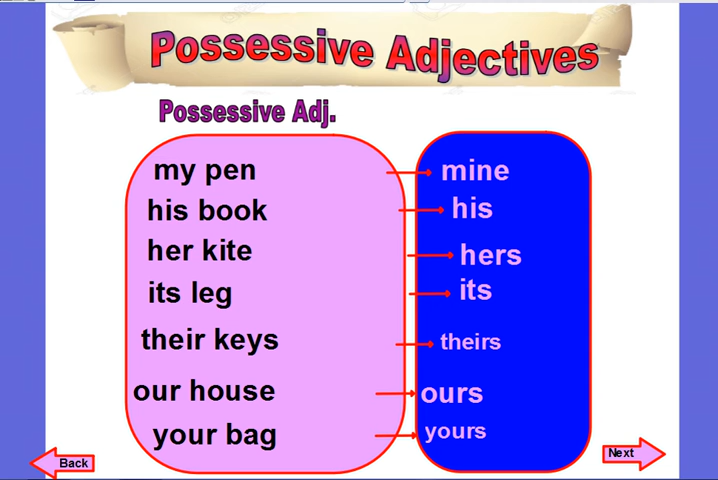 Possessive Adjectives
Possessive Adj.
my pen mine
his book his
her kite hers
its leg its
their keys theirs
our house ours
your bag yours
Back Next